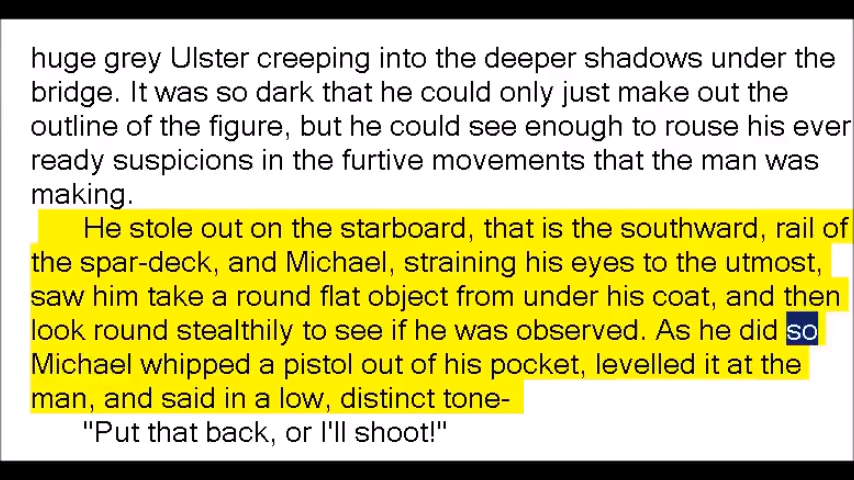 huge grey Ulster creeping into the deeper shadows under the
bridge. It was so dark that he could only just make out the
outline of the figure, but he could see enough to rouse his ever
ready suspicions in the furtive movements that the man was
making.
He stole out on the starboard, that is the southward, rail of
the spar-deck, and Michael, straining his eyes to the utmost,
saw him take a round flat object from under his coat, and then
look round stealthily to see if he was observed. As he did so
Michael whipped a pistol out of his pocket, levelled it at the
man, and said in a low, distinct tone-
"Put that back, or I'll shoot!"